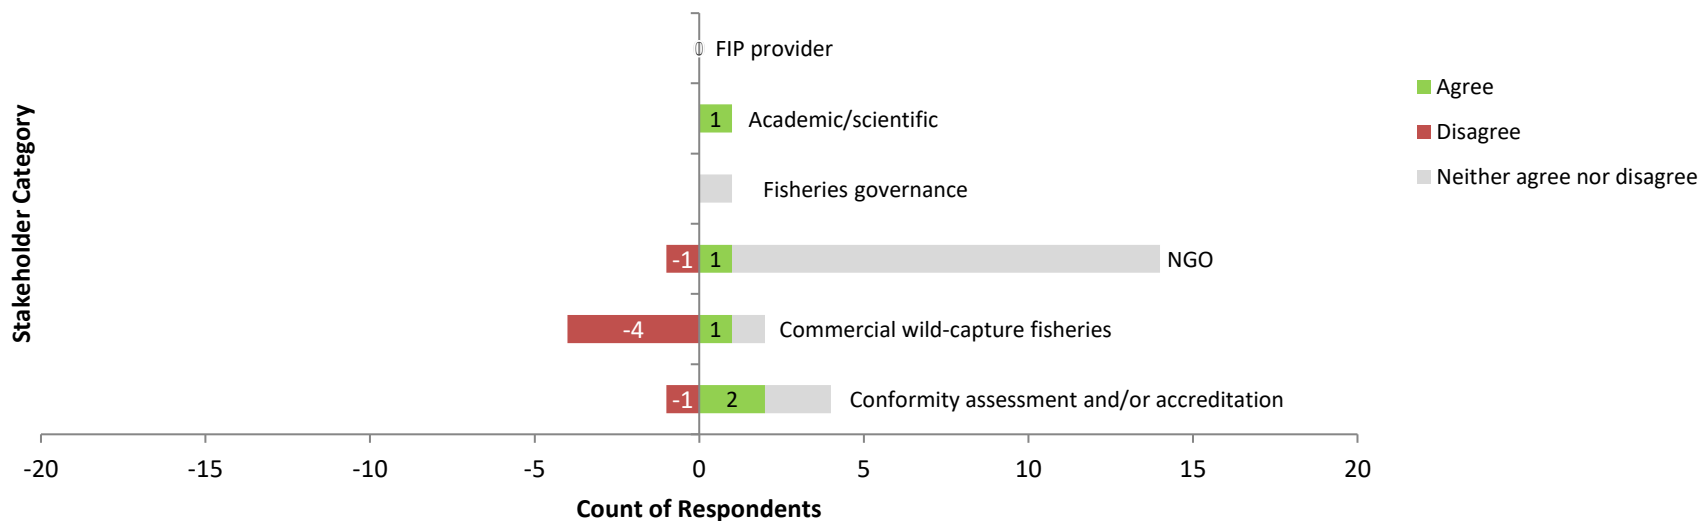 0 FIP provider
Agree
1 Academic/scientific
Disagree
Neither agree nor disagree
Fisheries governance
Stakeholder Category
-1 1 NGO
-4 1 Commercial wild-capture fisheries
-1 2 Conformity assessment and/or accreditation
-20 -15 -10 -5 0 5 10 15 20
Count of Respondents